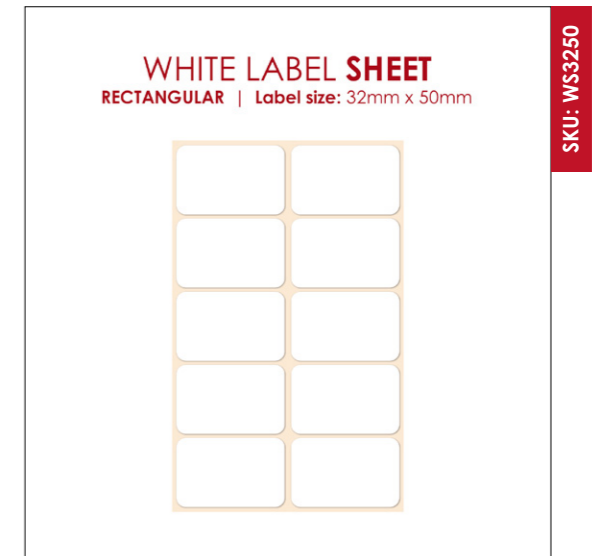 WHITE LABEL SHEET
RECTANGULAR | Label size: 32mm x 50mm
SKU: WS3250